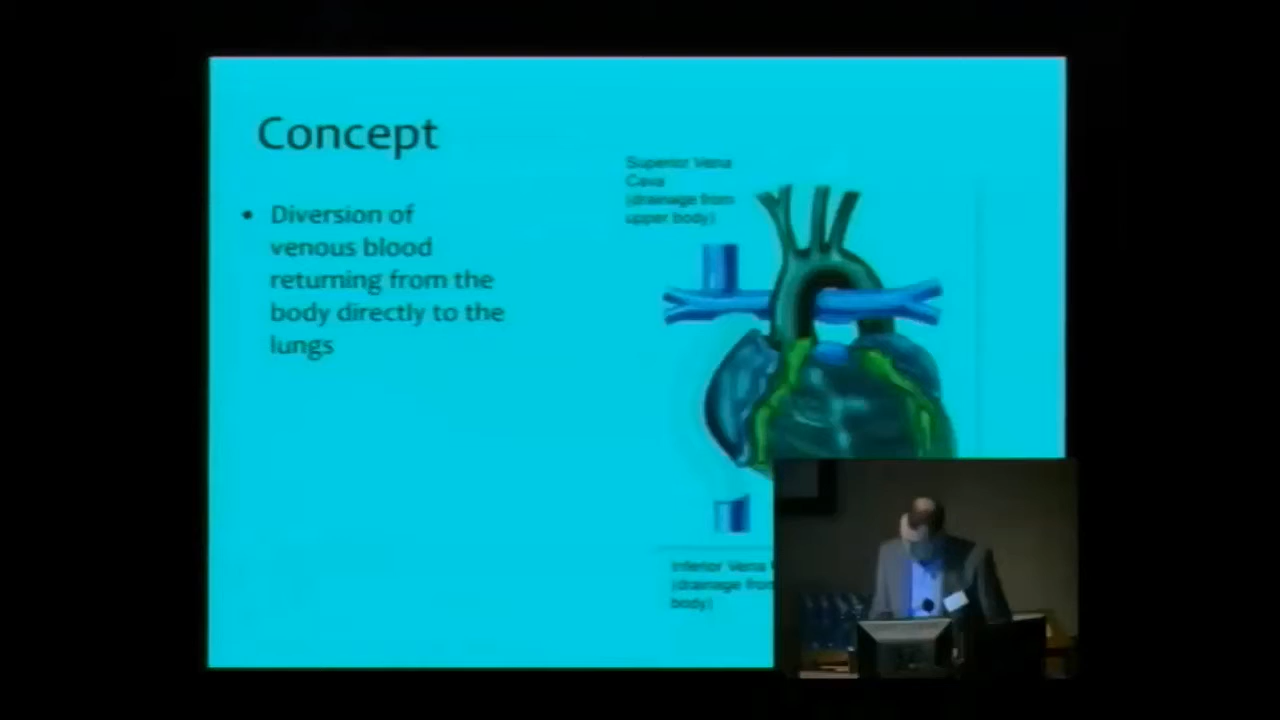 Concept
• Diversion of
venous blood
returning from the
body directly to the
lungs
Superior Vena
Cava
(drainage from
upper body)
Inferior Vena
(drainage from
body)